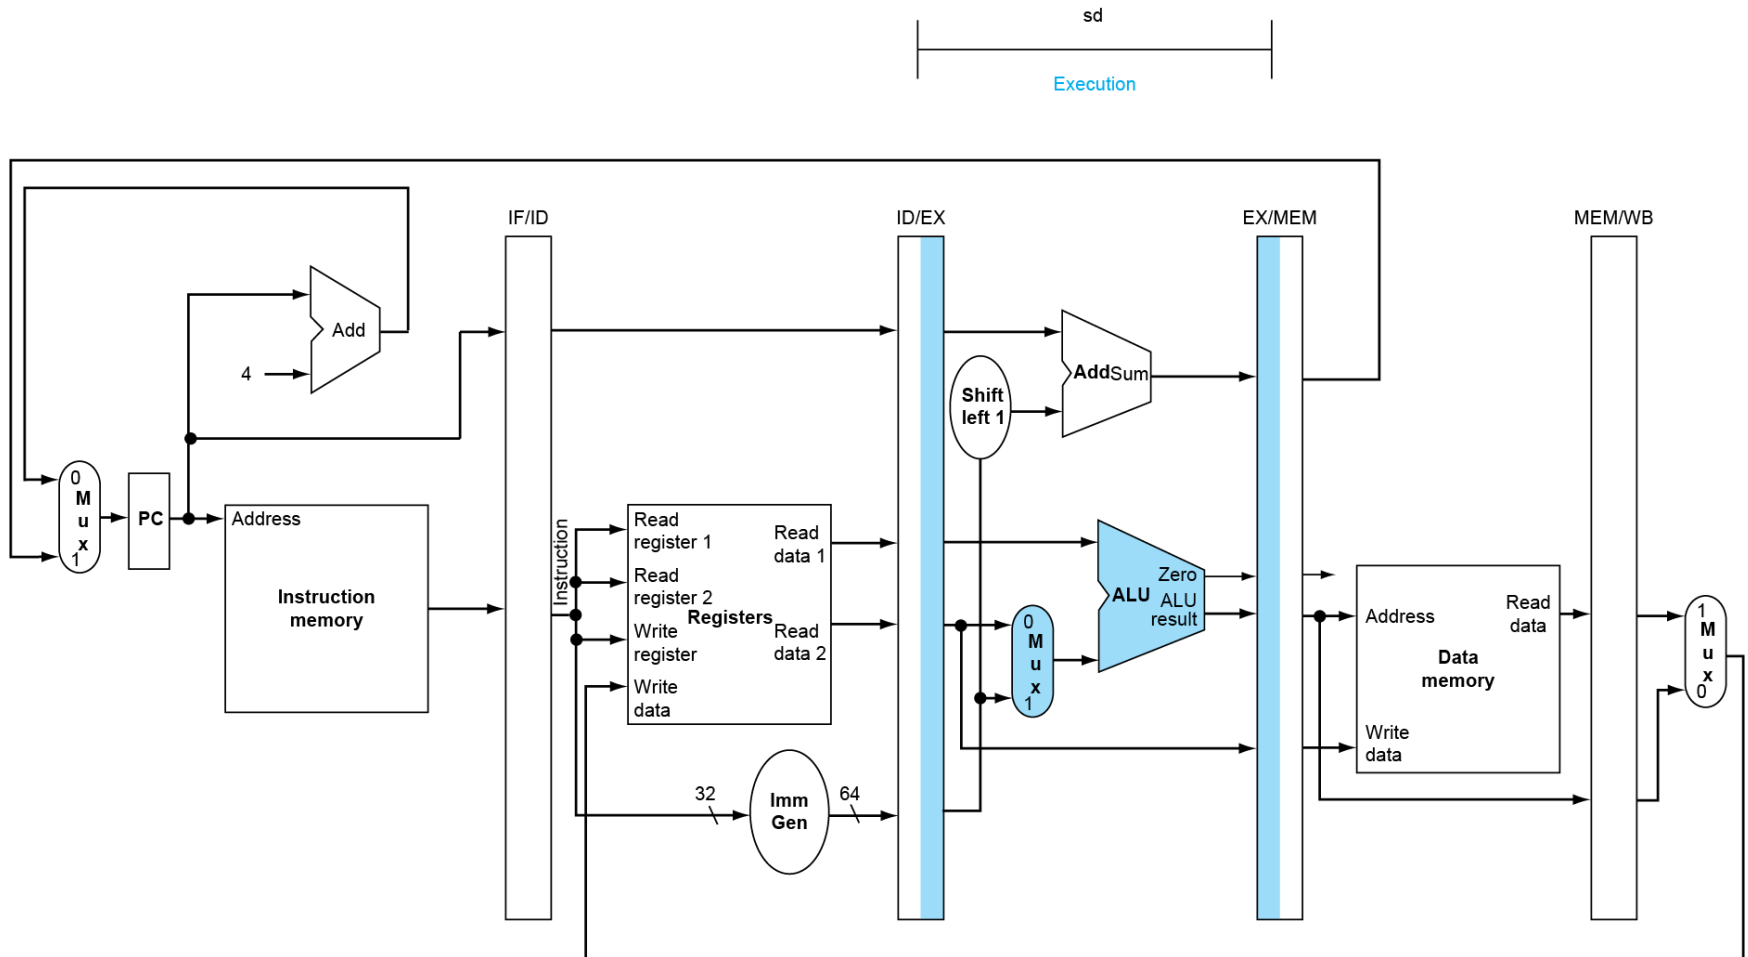 sd
Execution
IF/ID
ID/EX
EX/MEM
MEM/WB
Add
4
Shift
left 1
AddSum
0
M
u
x
1
PC
Address
Instruction
memory
Instruction
Read
register 1
Read
register 2
Write
register
Write
data
Registers
Read
data 1
Read
data 2
32
Imm
Gen
64
0
M
u
x
1
ALU
Zero
ALU
result
Address
Read
data
Data
memory
Write
data
1
M
u
x
0